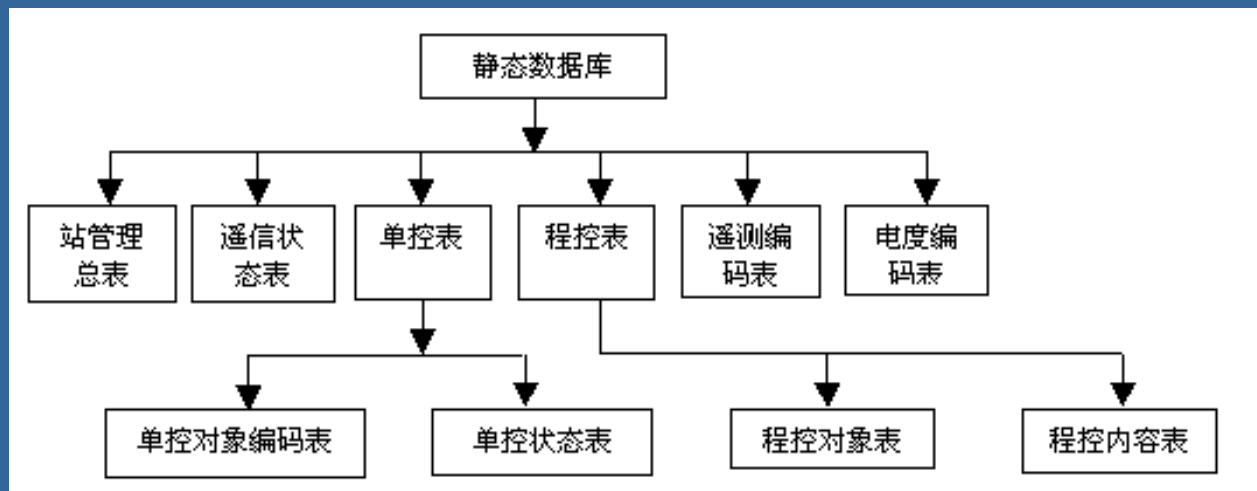 静态数据库
站管理
总表
遥信状
态表
单控表
程控表
遥测编
码表
电度编
码表
单控对象编码表
单控状态表
程控对象表
程控内容表